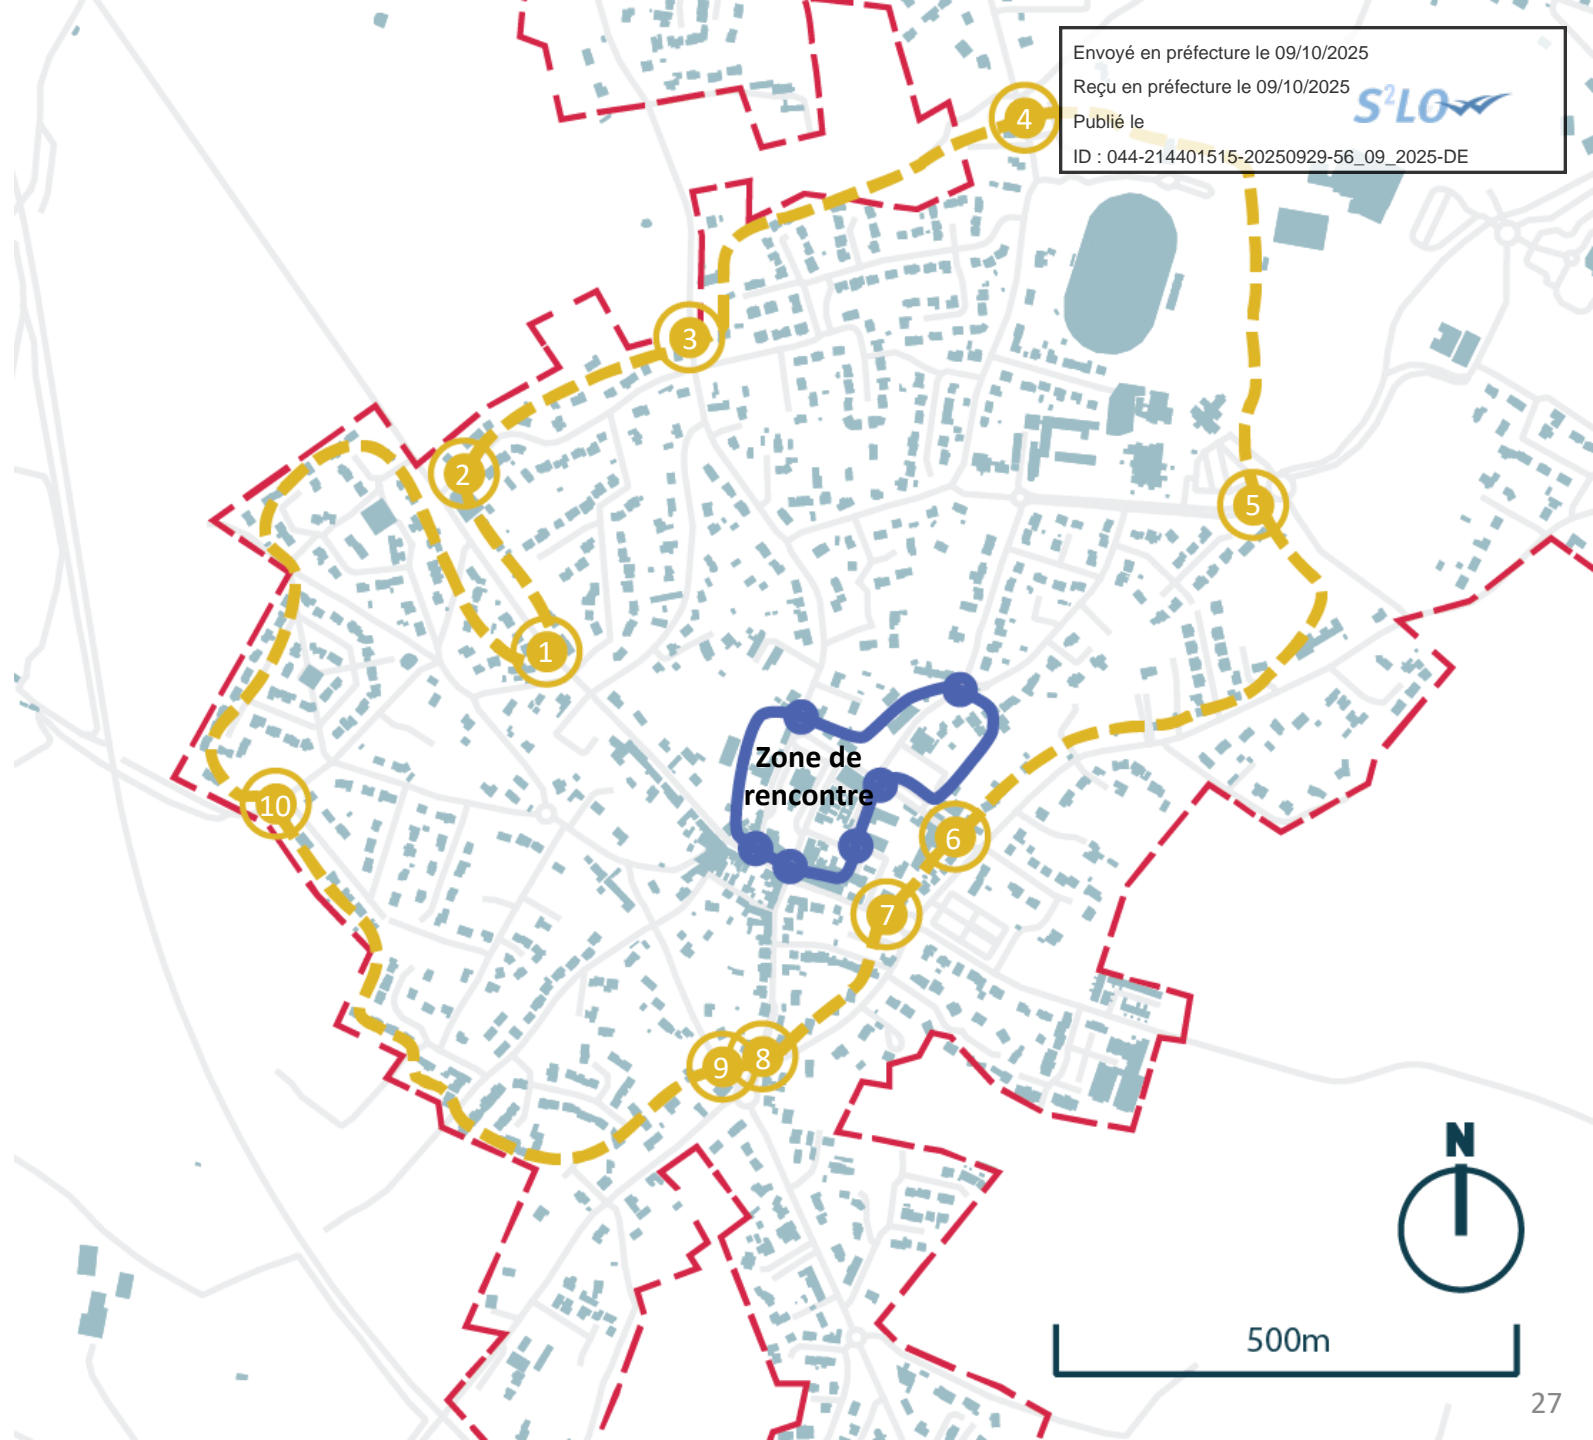 Envoyé en préfecture le 09/10/2025
Reçu en préfecture le 09/10/2025
S²LO
Publié le
ID : 044-214401515-20250929-56_09_2025-DE
4
3
2
5
1
Zone de
rencontre
10
6
7
9
8
N
500m
27